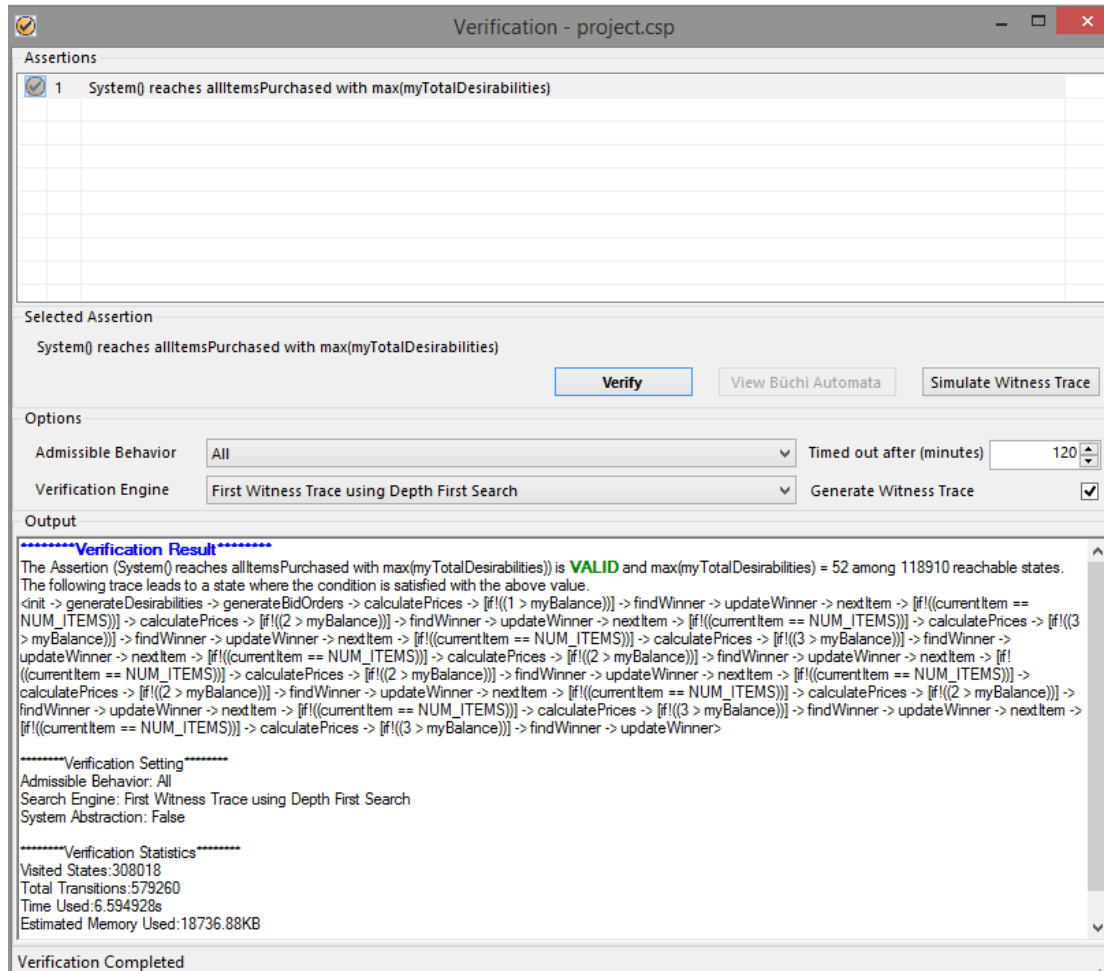 Verification - project.csp
Assertions
1 System() reaches allItemsPurchased with max(myTotalDesirabilities)
Selected Assertion
System() reaches allItemsPurchased with max(myTotalDesirabilities)
Verify View Büchi Automata Simulate Witness Trace
Options
Admissible Behavior All Timed out after (minutes) 120
Verification Engine First Witness Trace using Depth First Search Generate Witness Trace
Output
********Verification Result********
The Assertion (System() reaches allItemsPurchased with max(myTotalDesirabilities)) is VALID and max(myTotalDesirabilities) = 52 among 118910 reachable states.
The following trace leads to a state where the condition is satisfied with the above value.
<init -> generateDesirabilities -> generateBidOrders -> calculatePrices -> [if!((1 > myBalance))] -> findWinner -> updateWinner -> nextItem -> [if!((currentItem ==
NUM_ITEMS))] -> calculatePrices -> [if!((2 > myBalance))] -> findWinner -> updateWinner -> nextItem -> [if!((currentItem == NUM_ITEMS))] -> calculatePrices -> [if!((3
> myBalance))] -> findWinner -> updateWinner -> nextItem -> [if!((currentItem == NUM_ITEMS))] -> calculatePrices -> [if!((3 > myBalance))] -> findWinner ->
updateWinner -> nextItem -> [if!((currentItem == NUM_ITEMS))] -> calculatePrices -> [if!((2 > myBalance))] -> findWinner -> updateWinner -> nextItem -> [if!
((currentItem == NUM_ITEMS))] -> calculatePrices -> [if!((2 > myBalance))] -> findWinner -> updateWinner -> nextItem -> [if!((currentItem == NUM_ITEMS))] ->
calculatePrices -> [if!((2 > myBalance))] -> findWinner -> updateWinner -> nextItem -> [if!((currentItem == NUM_ITEMS))] -> calculatePrices -> [if!((2 > myBalance))] ->
findWinner -> updateWinner -> nextItem -> [if!((currentItem == NUM_ITEMS))] -> calculatePrices -> [if!((3 > myBalance))] -> findWinner -> updateWinner -> nextItem ->
[if!((currentItem == NUM_ITEMS))] -> calculatePrices -> [if!((3 > myBalance))] -> findWinner -> updateWinner>
********Verification Setting********
Admissible Behavior: All
Search Engine: First Witness Trace using Depth First Search
System Abstraction: False
********Verification Statistics********
Visited States:308018
Total Transitions:579260
Time Used:6.594928s
Estimated Memory Used:18736.88KB
Verification Completed